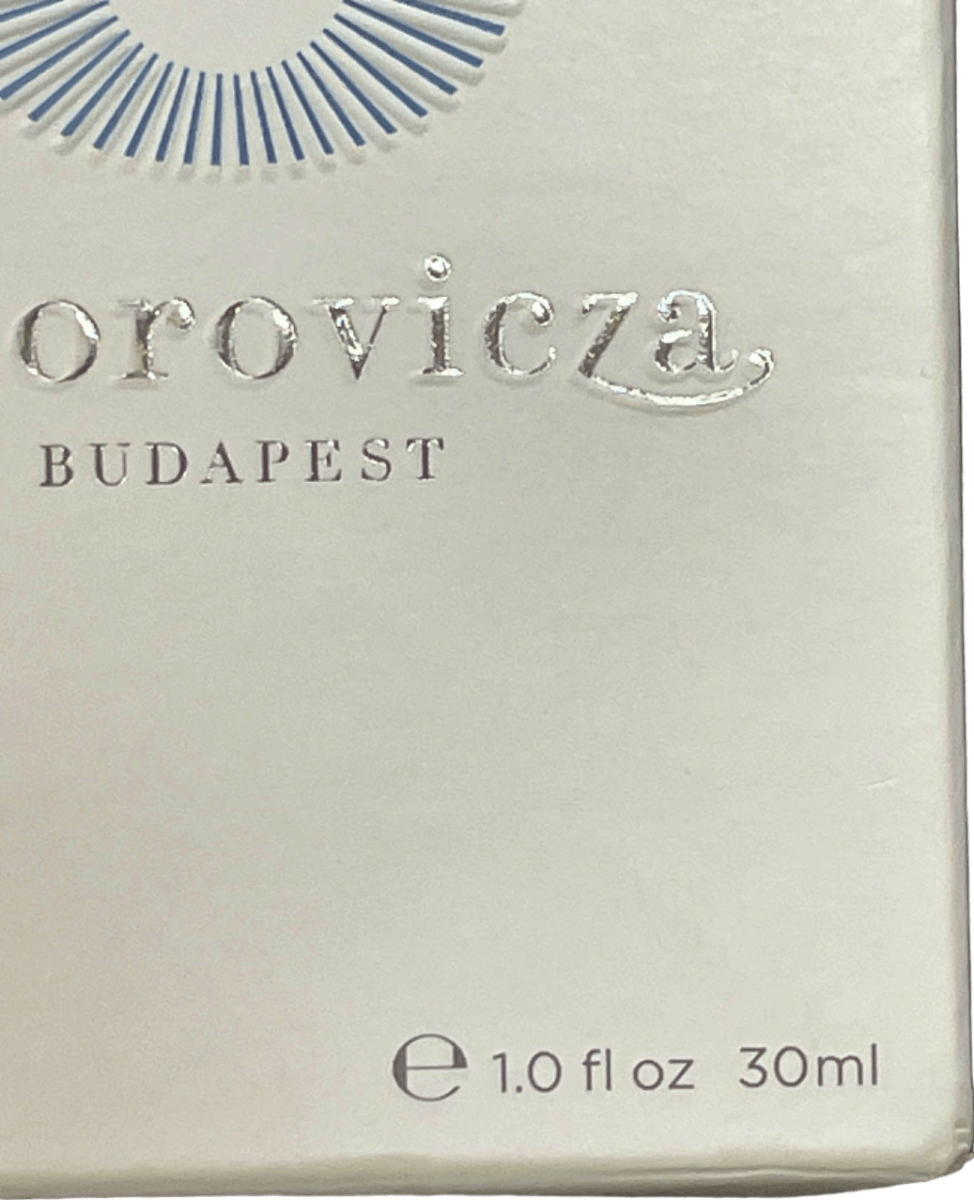 orovicza
BUDAPEST
℮ 1.0 fl oz 30ml